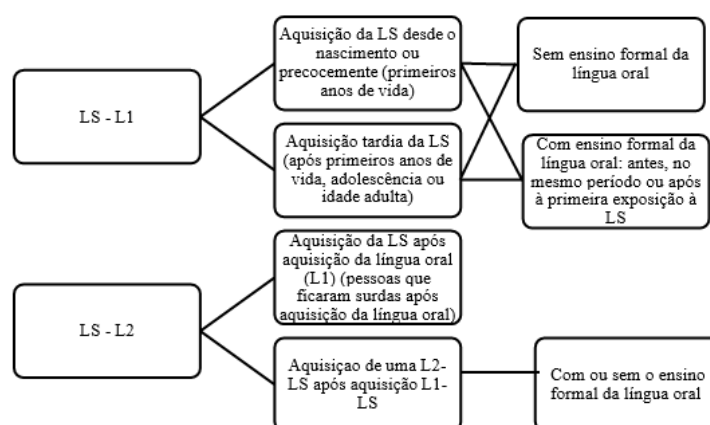 LS - L1
Aquisição da LS desde o
nascimento ou
precocemente (primeiros
anos de vida)
Aquisição tardia da LS
(após primeiros anos de
vida, adolescência ou
idade adulta)
Sem ensino formal da
língua oral
Com ensino formal da
língua oral: antes, no
mesmo período ou após
à primeira exposição à
LS
LS - L2
Aquisição da LS após
aquisição da língua oral
(L1) (pessoas que
ficaram surdas após
aquisição da língua oral)
Aquisiçao de uma L2-
LS após aquisição L1-
LS
Com ou sem o ensino
formal da língua oral